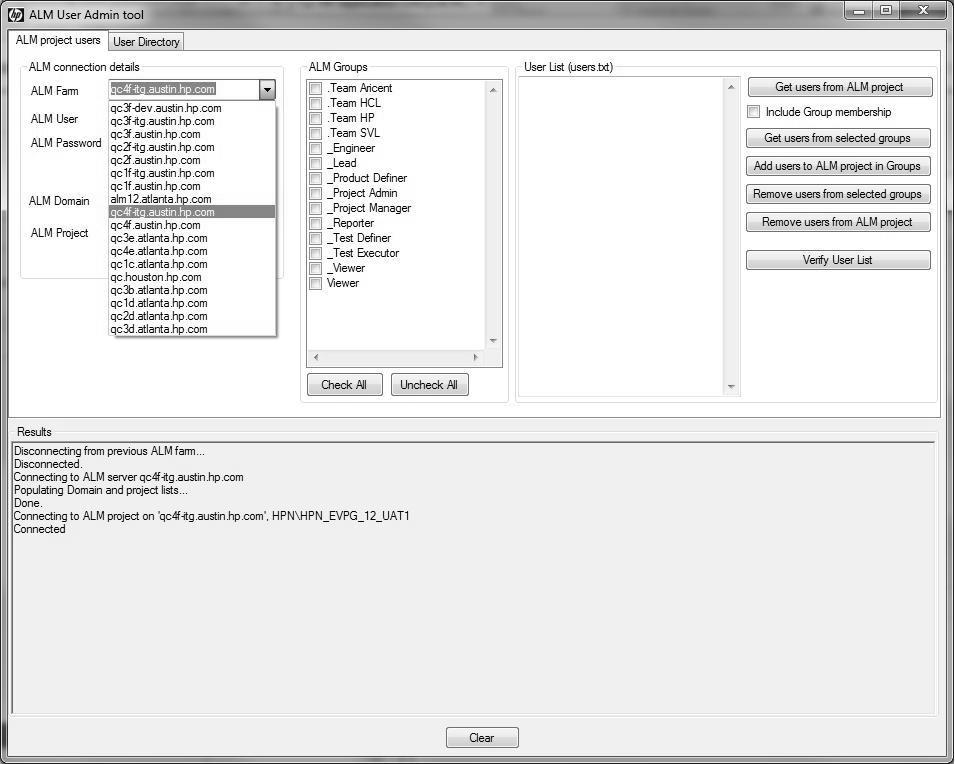 hp ALM User Admin tool
ALM project users
User Directory
ALM connection details
ALM Farm
qc4f-itg.austin.hp.com
ALM User
ALM Password
ALM Domain
ALM Project
qc3f-dev.austin.hp.com
qc3f-itg.austin.hp.com
qc3f.austin.hp.com
qc2f-itg.austin.hp.com
qc2f.austin.hp.com
qc1f-itg.austin.hp.com
qc1f.austin.hp.com
alm12.atlanta.hp.com
qc4f-itg.austin.hp.com
qc4f.austin.hp.com
qc3e.atlanta.hp.com
qc4e.atlanta.hp.com
qc1c.atlanta.hp.com
qc.houston.hp.com
qc3b.atlanta.hp.com
qc1d.atlanta.hp.com
qc2d.atlanta.hp.com
qc3d.atlanta.hp.com
ALM Groups
.Team Aricent
.Team HCL
.Team HP
.Team SVL
_Engineer
_Lead
_Product Definer
_Project Admin
_Project Manager
_Reporter
_Test Definer
_Test Executor
_Viewer
Viewer
Check All
Uncheck All
User List (users.txt)
Get users from ALM project
Include Group membership
Get users from selected groups
Add users to ALM project in Groups
Remove users from selected groups
Remove users from ALM project
Verify User List
Results
Disconnecting from previous ALM farm...
Disconnected.
Connecting to ALM server qc4f-itg.austin.hp.com
Populating Domain and project lists...
Done.
Connecting to ALM project on 'qc4f-itg.austin.hp.com', HPN\HPN_EVPG_12_UAT1
Connected
Clear